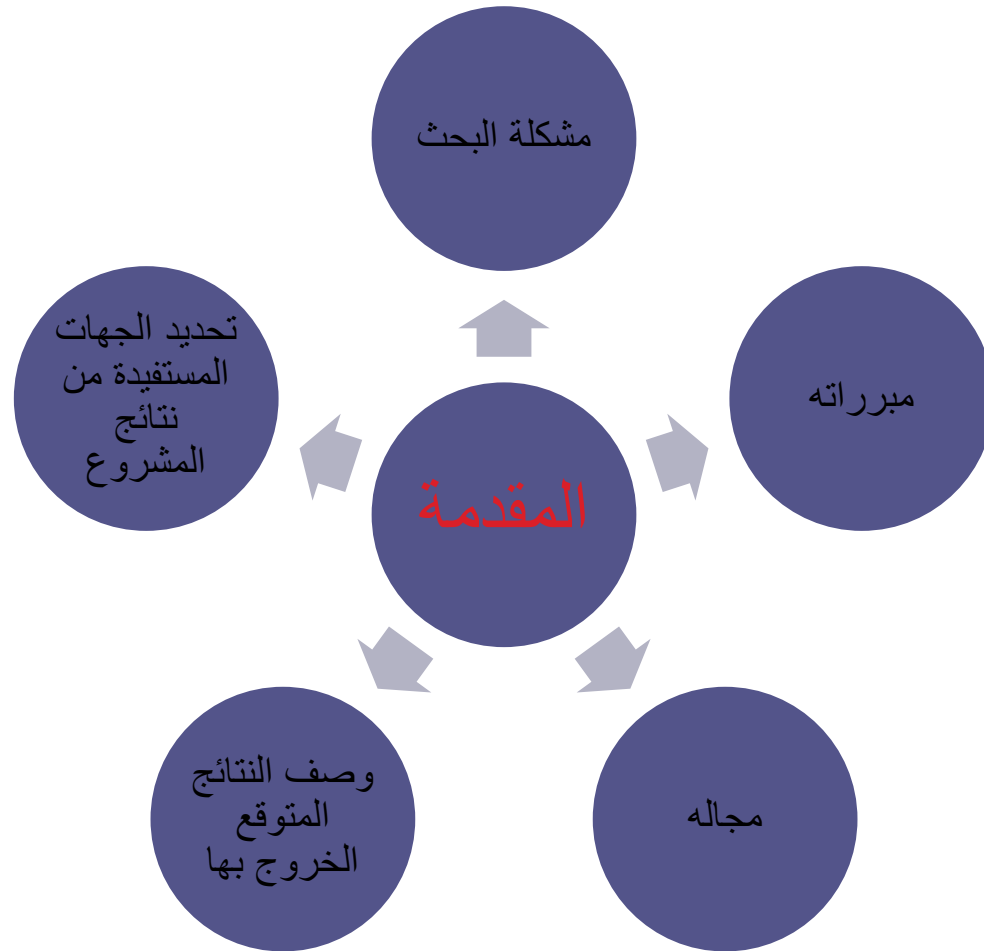 مشكلة البحث
مبرراته
مجاله
وصف النتائج
المتوقع
الخروج بها
تحديد الجهات
المستفيدة من
نتائج
المشروع
المقدمة